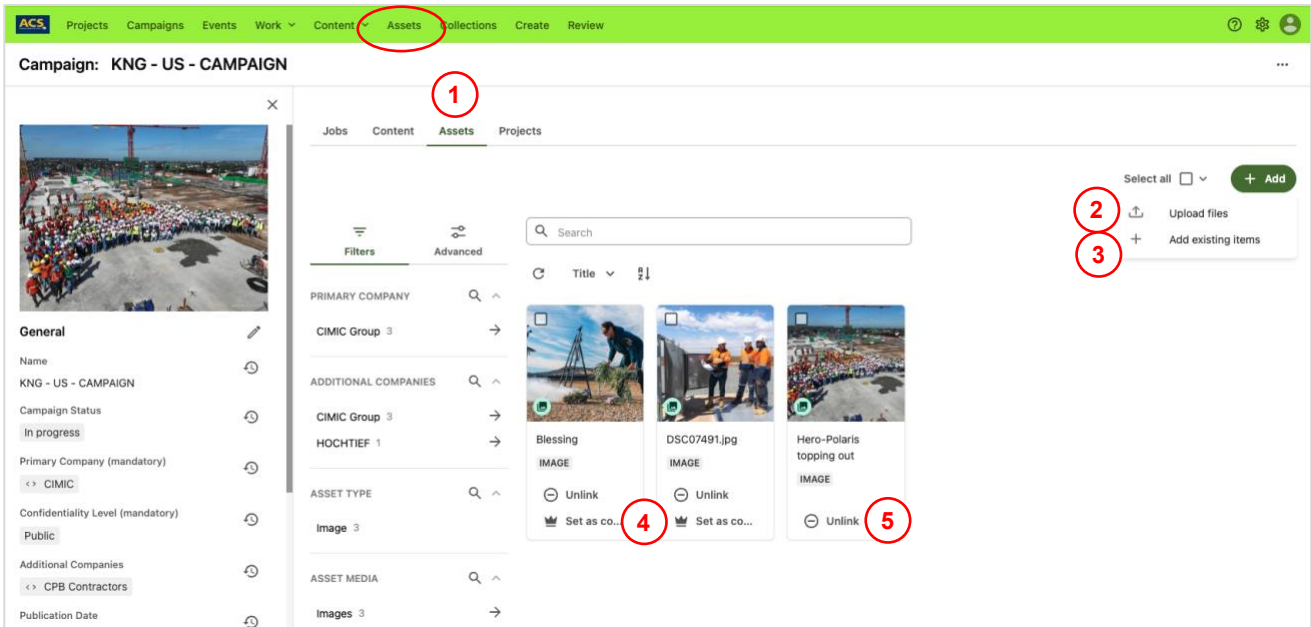 ACS Projects Campaigns Events Work Content Assets Collections Create Review
Campaign: KNG - US - CAMPAIGN
1
Jobs Content Assets Projects
Select all + Add
2 Upload files
3 Add existing items
Filters Advanced
Search
Title
PRIMARY COMPANY
CIMIC Group 3
ADDITIONAL COMPANIES
CIMIC Group 3
HOCHTIEF 1
ASSET TYPE
Image 3
ASSET MEDIA
Images 3
General
Name
KNG - US - CAMPAIGN
Campaign Status
In progress
Primary Company (mandatory)
<> CIMIC
Confidentiality Level (mandatory)
Public
Additional Companies
<> CPB Contractors
Publication Date
Blessing
IMAGE
Unlink
Set as co...
4
DSC07491.jpg
IMAGE
Unlink
Set as co...
Hero-Polaris
topping out
IMAGE
Unlink
5